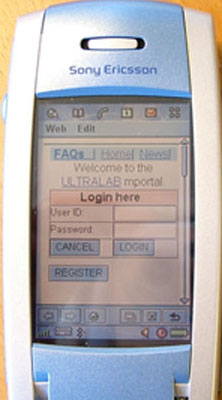 Sony Ericsson
Web Edit
FAQs | Home | News |
Welcome to the
ULTRALAB mportal
Login here
User ID:
Password
CANCEL LOGIN
REGISTER